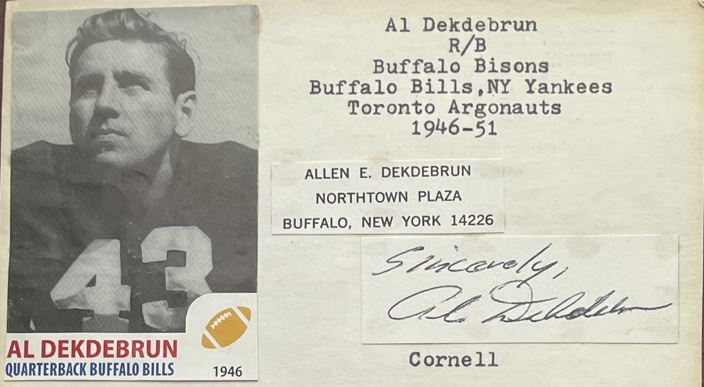 Al Dekdebrun
R/B
Buffalo Bisons
Buffalo Bills,NY Yankees
Toronto Argonauts
1946-51
ALLEN E. DEKDEBRUN
NORTHTOWN PLAZA
BUFFALO, NEW YORK 14226
Sincerely,
Al Dekdebrun
Cornell
43
AL DEKDEBRUN
QUARTERBACK BUFFALO BILLS 1946